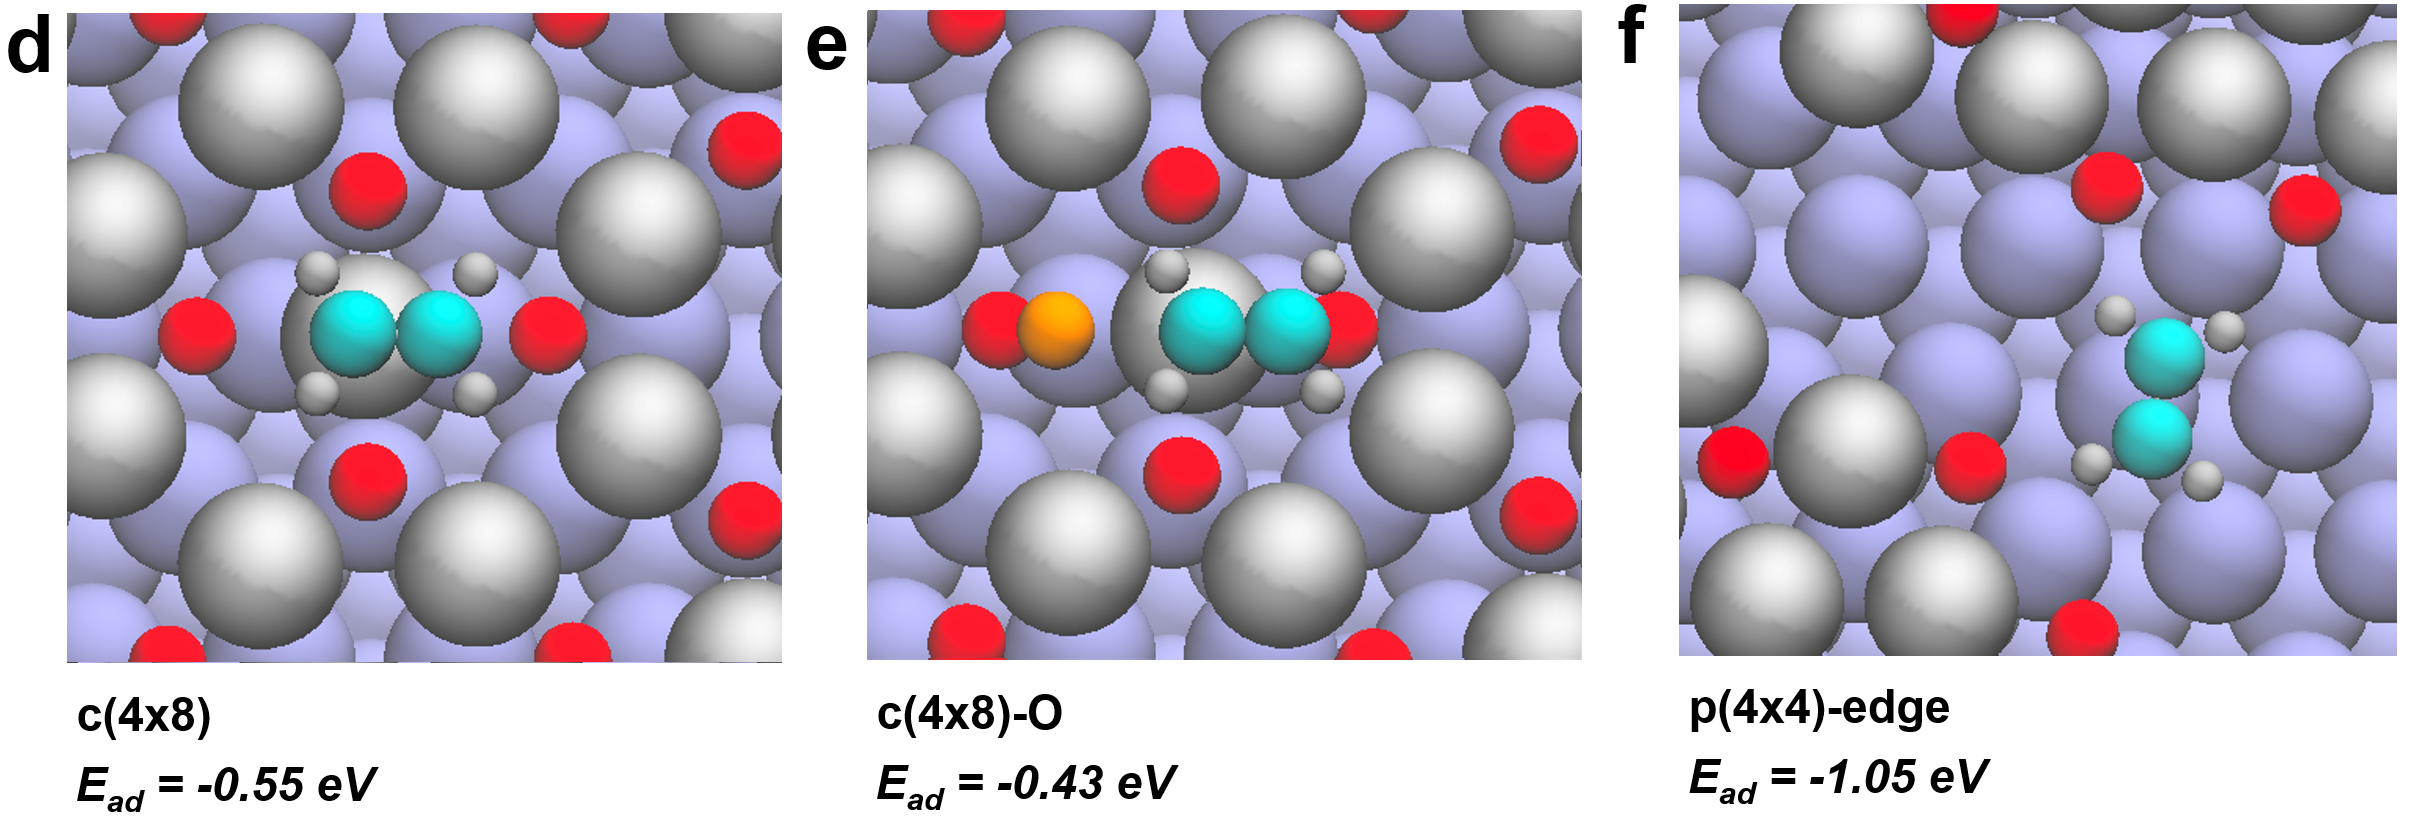 d
e
f
c(4x8)
E_ad = -0.55 eV
c(4x8)-O
E_ad = -0.43 eV
p(4x4)-edge
E_ad = -1.05 eV